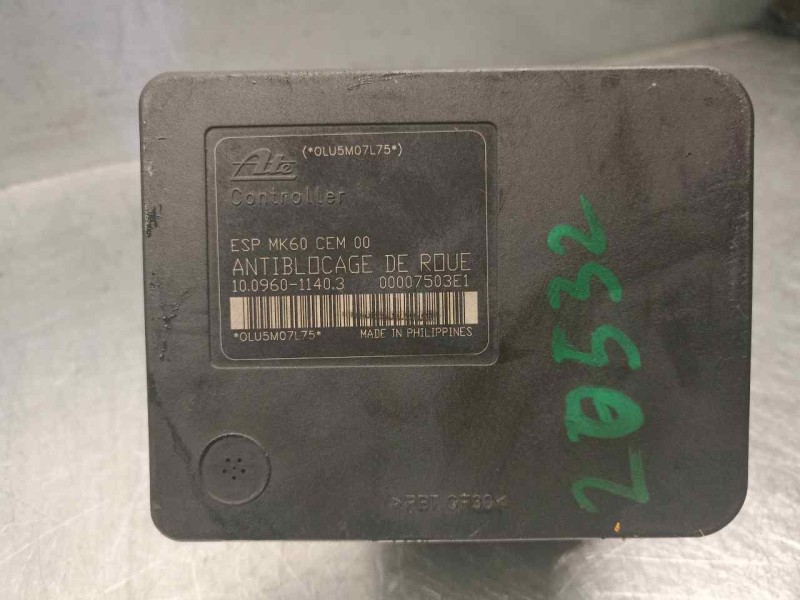 (*OLU5M07L75*)
Ate
Controller
ESP MK60 CEM 00
ANTIBLOCAGE DE ROUE
10.0960-1140.3 00007503E1
*OLU5M07L75* MADE IN PHILIPPINES
20532